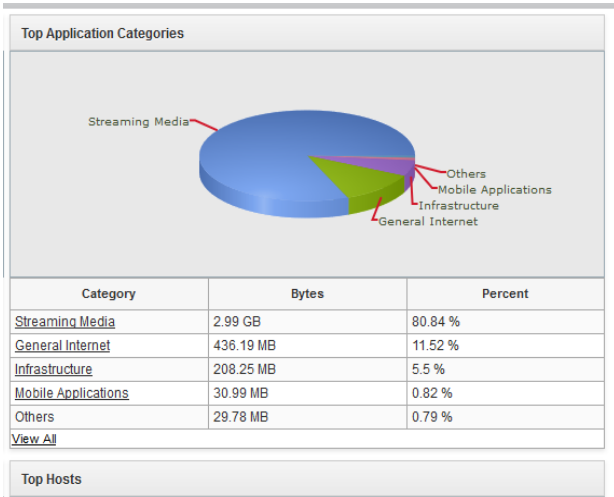 Top Application Categories
Streaming Media
Others
Mobile Applications
Infrastructure
General Internet
Category Bytes Percent
Streaming Media 2.99 GB 80.84 %
General Internet 436.19 MB 11.52 %
Infrastructure 208.25 MB 5.5 %
Mobile Applications 30.99 MB 0.82 %
Others 29.78 MB 0.79 %
View All
Top Hosts